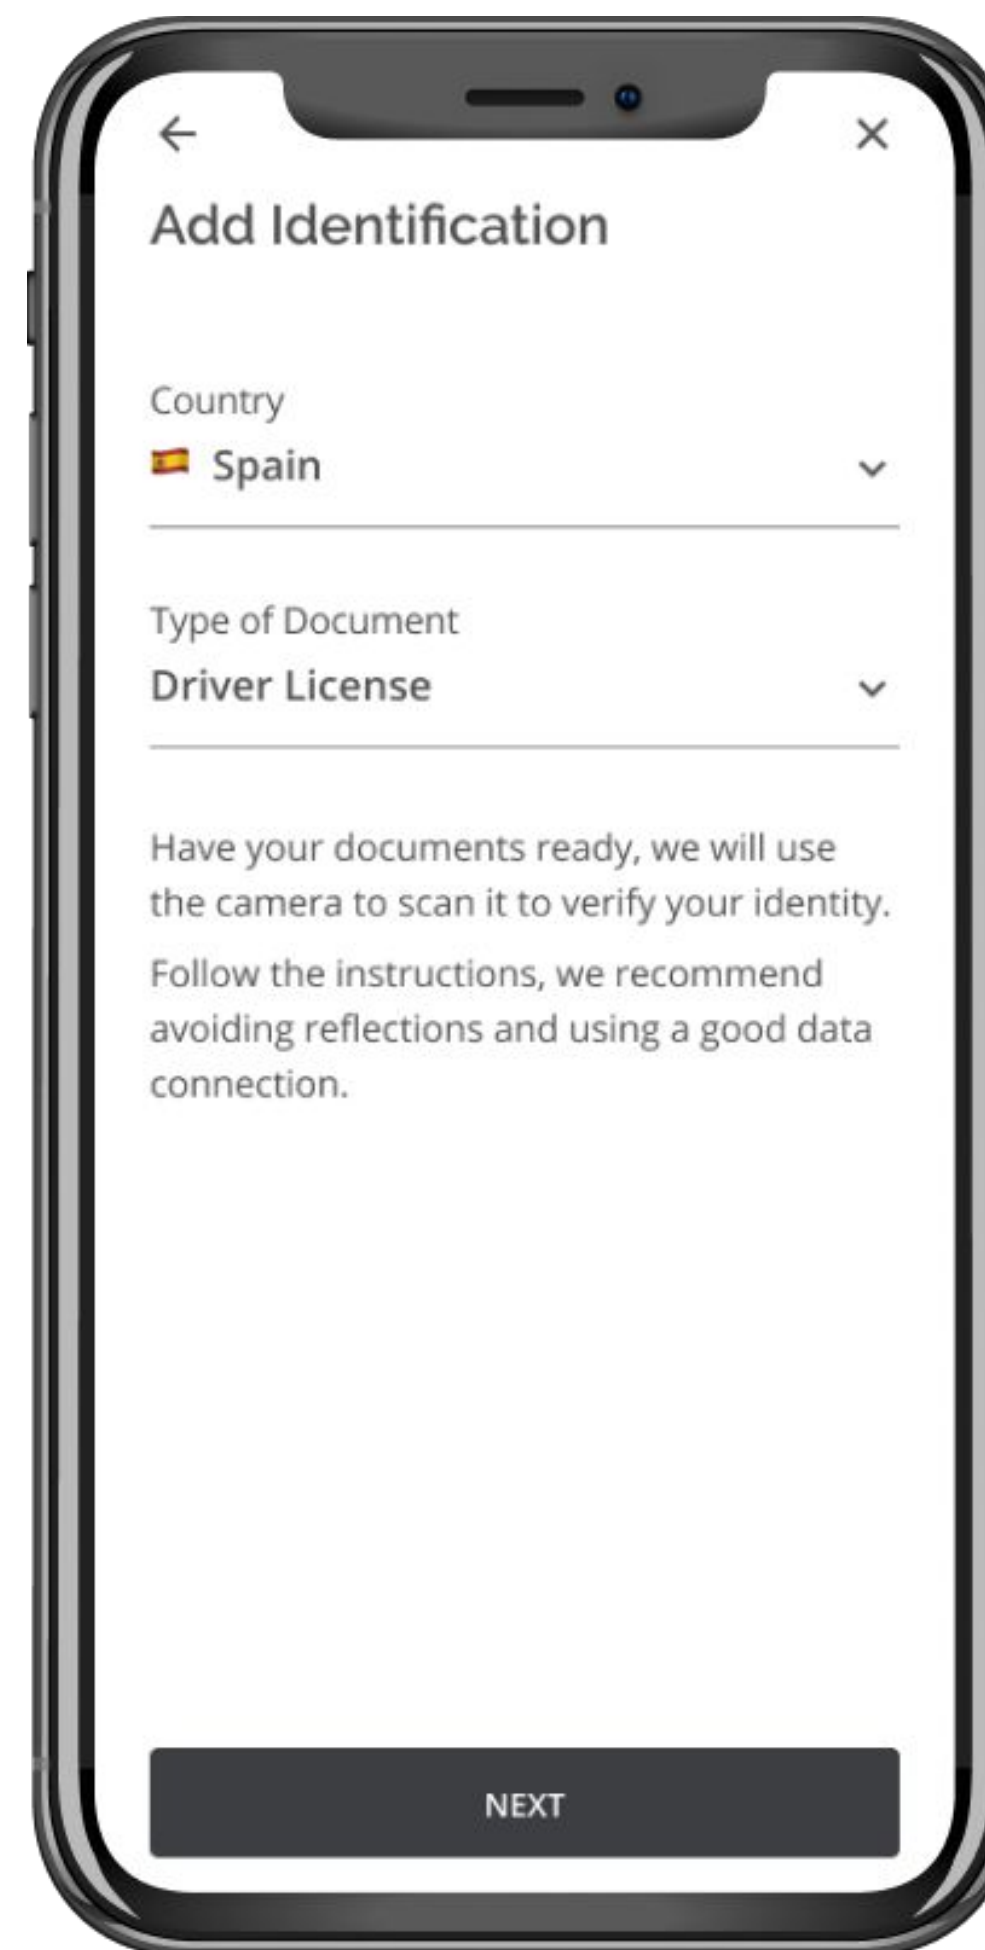 Add Identification
Country
Spain
Type of Document
Driver License
Have your documents ready, we will use
the camera to scan it to verify your identity.
Follow the instructions, we recommend
avoiding reflections and using a good data
connection.
NEXT